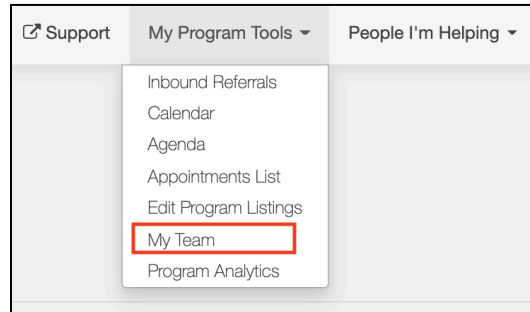 Support My Program Tools People I'm Helping
Inbound Referrals
Calendar
Agenda
Appointments List
Edit Program Listings
My Team
Program Analytics